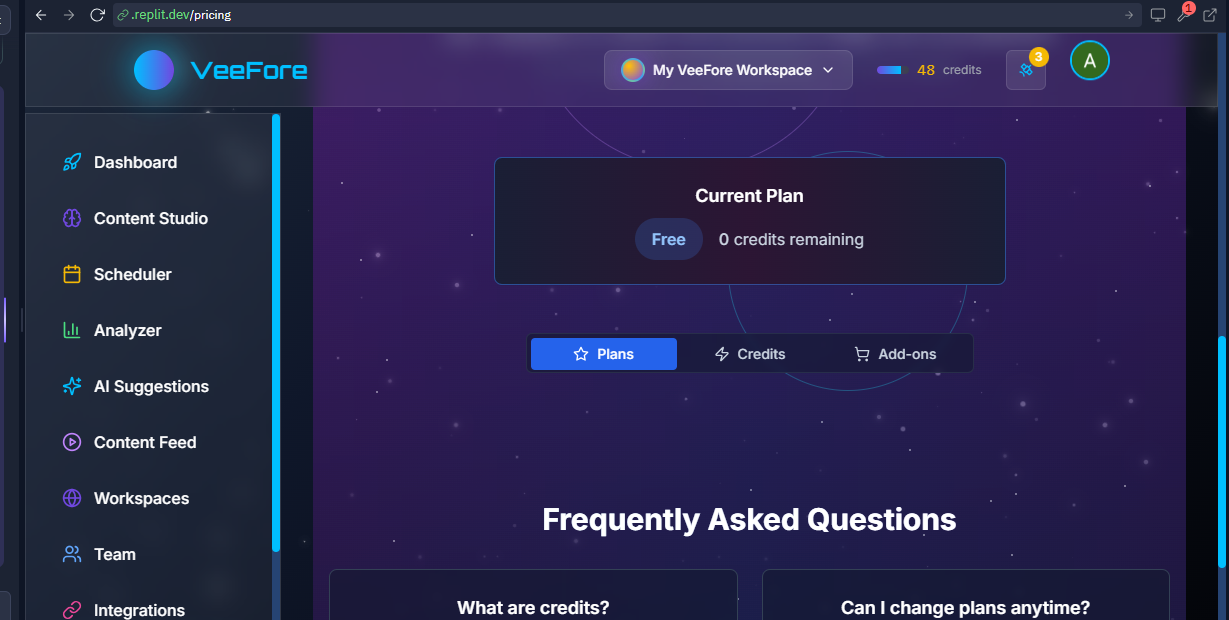 .replit.dev/pricing
1
VeeFore
My VeeFore Workspace
48 credits
3
A
Dashboard
Content Studio
Scheduler
Analyzer
AI Suggestions
Content Feed
Workspaces
Team
Integrations
Current Plan
Free 0 credits remaining
Plans Credits Add-ons
Frequently Asked Questions
What are credits?
Can I change plans anytime?